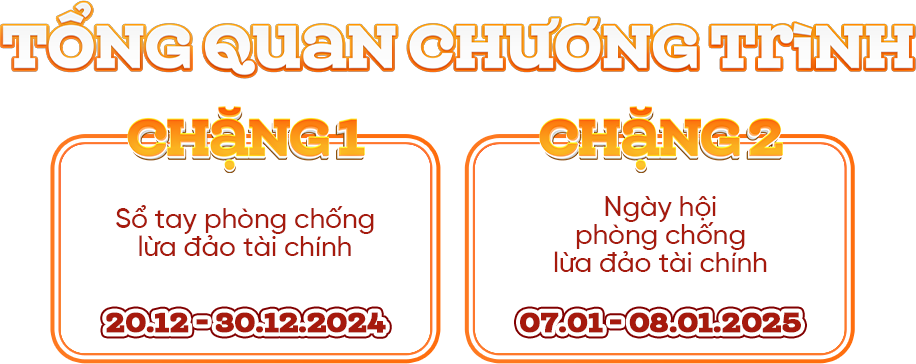 TỔNG QUAN CHƯƠNG TRÌNH
CHẶNG 1
Sổ tay phòng chống
lừa đảo tài chính
20.12 - 30.12.2024
CHẶNG 2
Ngày hội
phòng chống
lừa đảo tài chính
07.01 - 08.01.2025